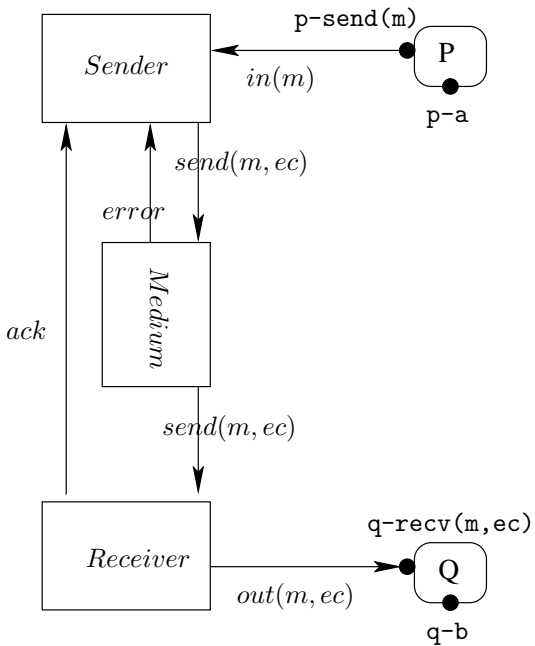 p-send(m)
Sender
P
in(m)
p-a
send(m, ec)
error
Medium
ack
send(m, ec)
q-recv(m,ec)
Receiver
Q
out(m, ec)
q-b